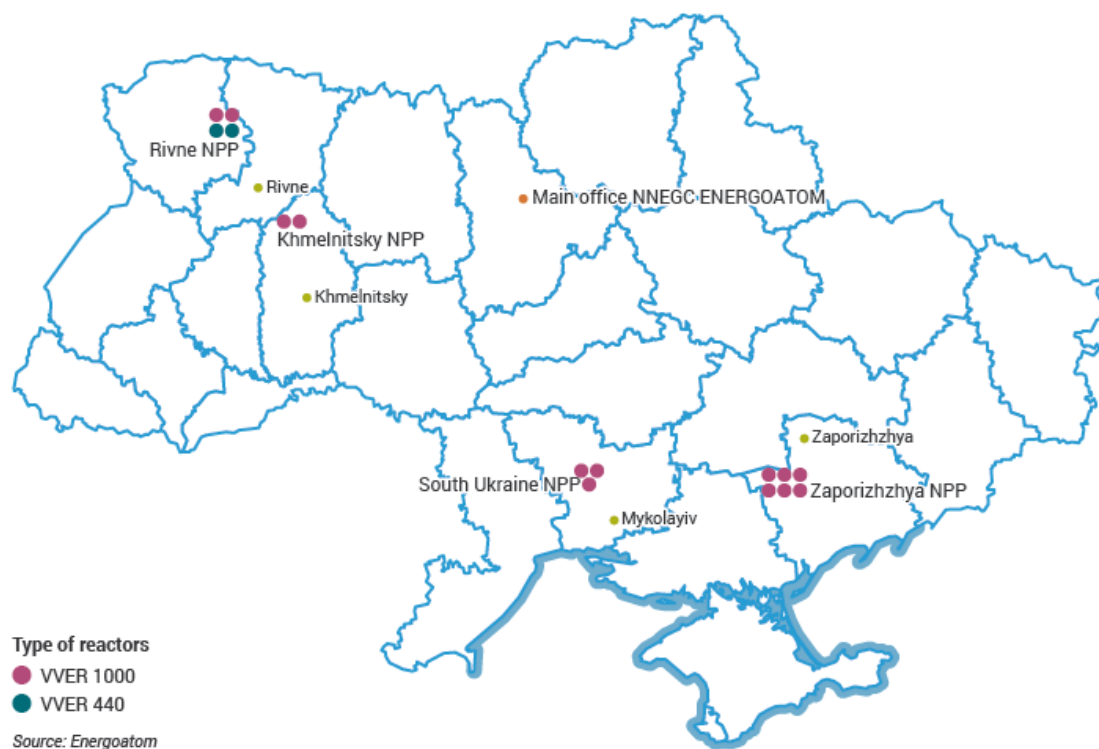 Rivne NPP
Rivne
Main office NNEGC ENERGOATOM
Khmelnitsky NPP
Khmelnitsky
Zaporizhzhya
South Ukraine NPP
Zaporizhzhya NPP
Mykolayiv
Type of reactors
VVER 1000
VVER 440
Source: Energoatom